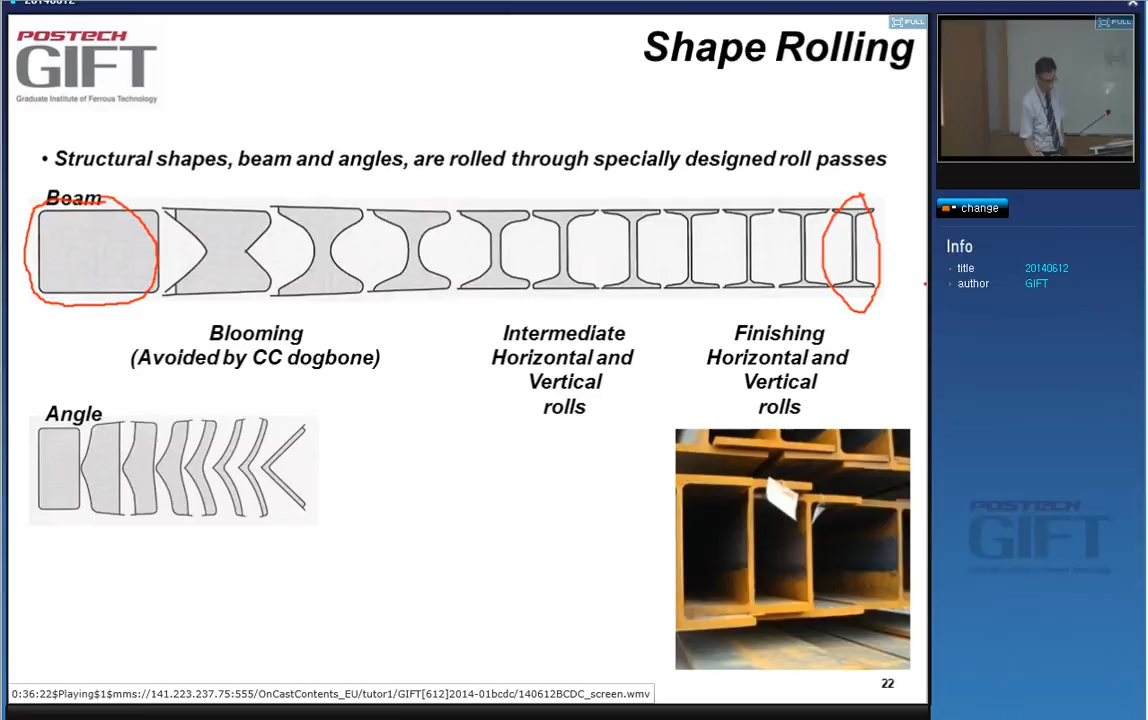 20140612
FULL
FULL
POSTECH
GIFT
Graduate Institute of Ferrous Technology
Shape Rolling
• Structural shapes, beam and angles, are rolled through specially designed roll passes
Beam
Blooming
(Avoided by CC dogbone)
Intermediate
Horizontal and
Vertical
rolls
Finishing
Horizontal and
Vertical
rolls
Angle
22
0:36:22$Playing$1$mms://141.223.237.75:555/OnCastContents_EU/tutor1/GIFT[612]2014-01bcdc/140612BCDC_screen.wmv
change
Info
title 20140612
author GIFT
POSTECH
GIFT